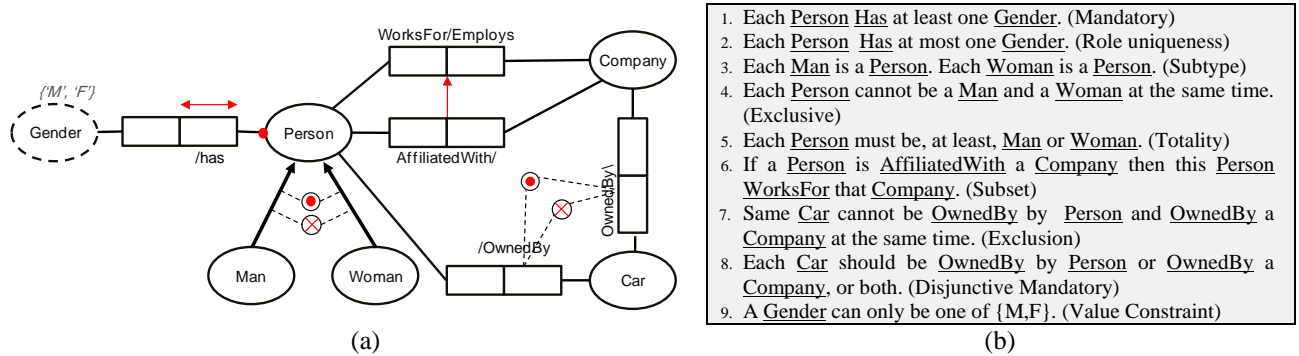 WorksFor/Employs
Company
{'M', 'F'}
Gender
Person
/has
AffiliatedWith/
OwnedBy\
/OwnedBy
Man
Woman
Car
(a)
1. Each Person Has at least one Gender. (Mandatory)
2. Each Person Has at most one Gender. (Role uniqueness)
3. Each Man is a Person. Each Woman is a Person. (Subtype)
4. Each Person cannot be a Man and a Woman at the same time.
(Exclusive)
5. Each Person must be, at least, Man or Woman. (Totality)
6. If a Person is AffiliatedWith a Company then this Person
WorksFor that Company. (Subset)
7. Same Car cannot be OwnedBy by Person and OwnedBy a
Company at the same time. (Exclusion)
8. Each Car should be OwnedBy by Person or OwnedBy a
Company, or both. (Disjunctive Mandatory)
9. A Gender can only be one of {M,F}. (Value Constraint)
(b)